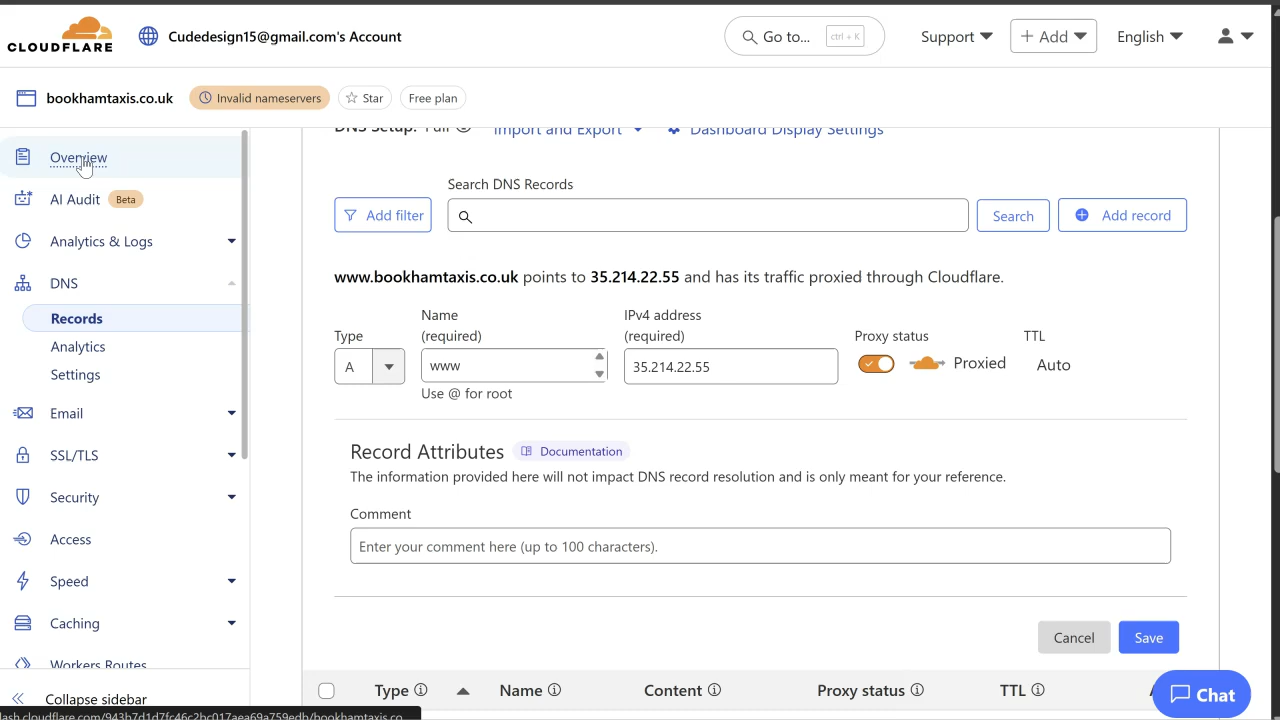 CLOUDFLARE
Cudedesign15@gmail.com's Account
Go to... ctrl + K
Support
+ Add
English
bookhamtaxis.co.uk
Invalid nameservers
Star
Free plan
Overview
AI Audit Beta
Analytics & Logs
DNS
Records
Analytics
Settings
Email
SSL/TLS
Security
Access
Speed
Caching
Workers Routes
Collapse sidebar
DNS Setup: Full
Import and Export
Dashboard Display Settings
Search DNS Records
Add filter
Search
Add record
www.bookhamtaxis.co.uk points to 35.214.22.55 and has its traffic proxied through Cloudflare.
Type
Name
(required)
IPv4 address
(required)
Proxy status
TTL
A
www
35.214.22.55
Proxied
Auto
Use @ for root
Record Attributes
Documentation
The information provided here will not impact DNS record resolution and is only meant for your reference.
Comment
Enter your comment here (up to 100 characters).
Cancel
Save
Type
Name
Content
Proxy status
TTL
Chat